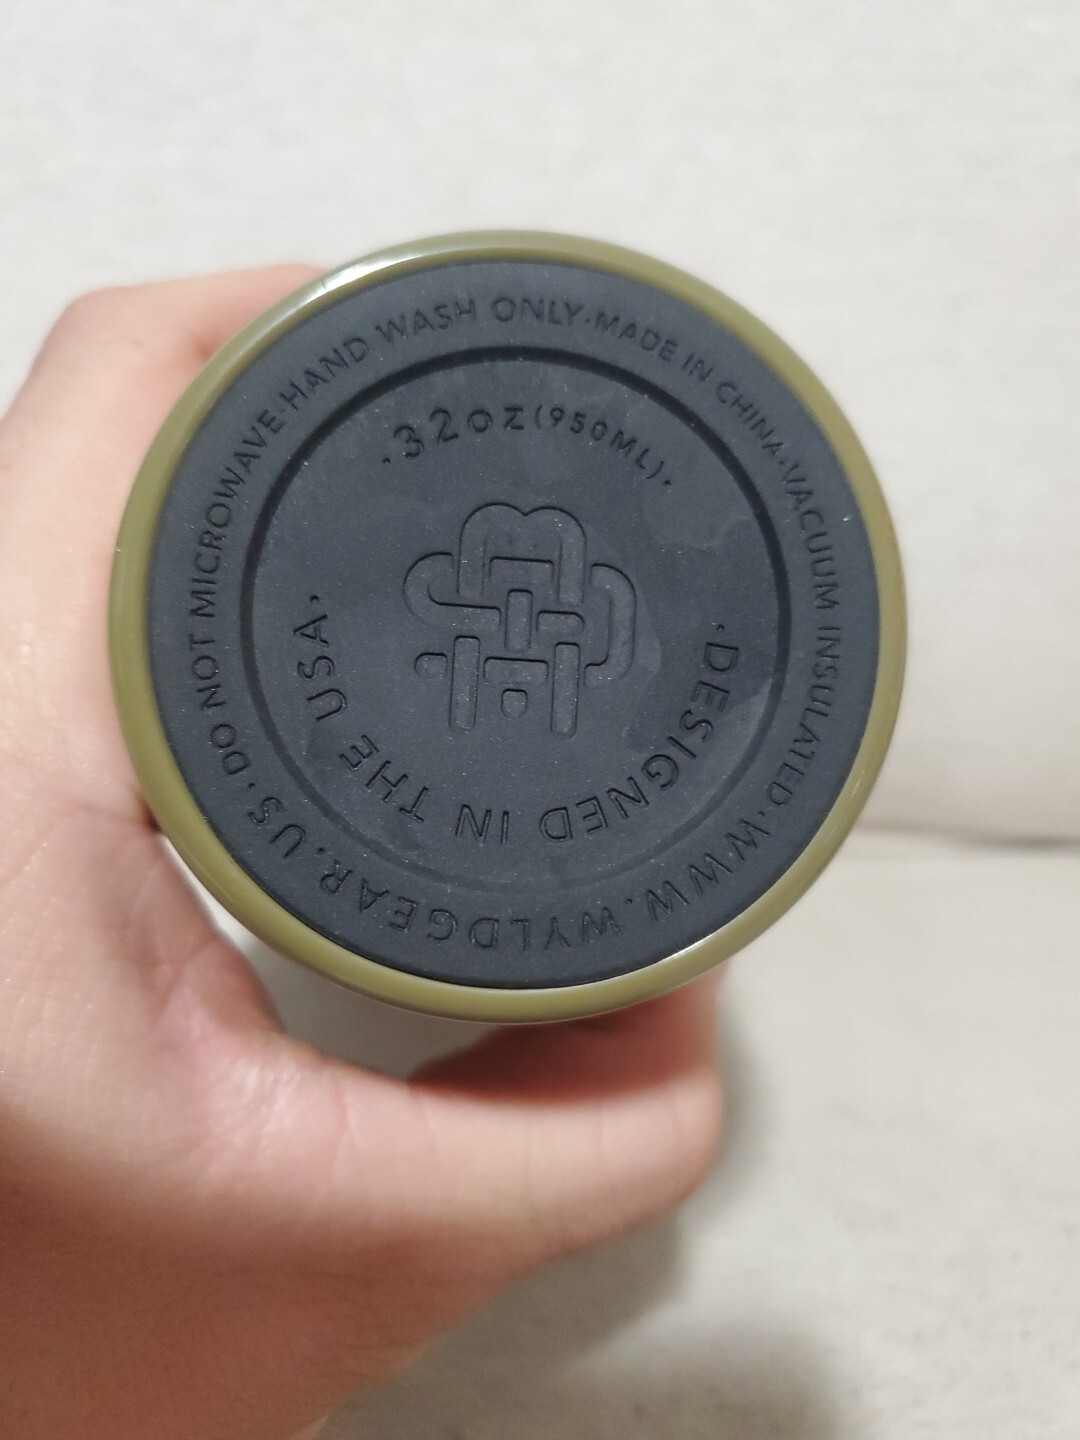 ·DO NOT MICROWAVE·HAND WASH ONLY·MADE IN CHINA·VACUUM INSULATED·WWW.WYLDGEAR.US
·32oz(950ML)·
·DESIGNED IN THE USA·